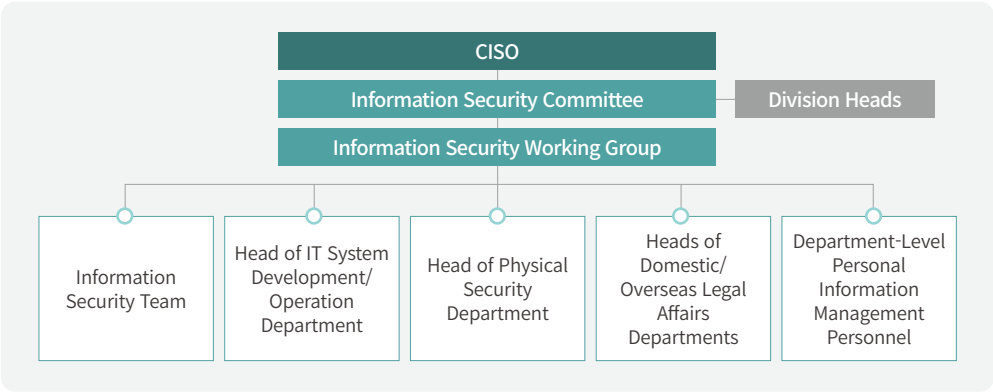 CISO
Information Security Committee
Division Heads
Information Security Working Group
Information
Security Team
Head of IT System
Development/
Operation
Department
Head of Physical
Security
Department
Heads of
Domestic/
Overseas Legal
Affairs
Departments
Department-Level
Personal
Information
Management
Personnel